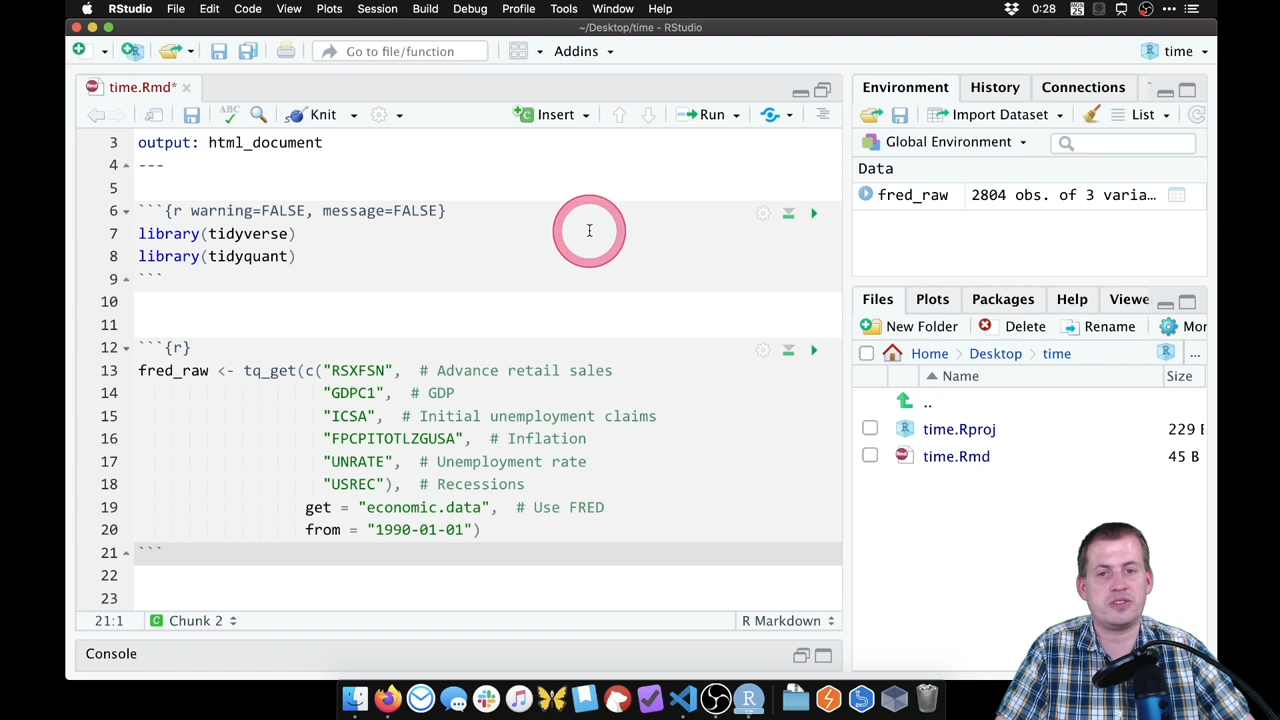 RStudio File Edit Code View Plots Session Build Debug Profile Tools Window Help 0:28 MON 25
~/Desktop/time - RStudio
Go to file/function Addins time
time.Rmd*
ABC Knit Insert Run
3 output: html_document
4 ---
5
6 ```{r warning=FALSE, message=FALSE}
7 library(tidyverse)
8 library(tidyquant)
9 ```
10
11
12 ```{r}
13 fred_raw <- tq_get(c("RSXFSN", # Advance retail sales
14 "GDPC1", # GDP
15 "ICSA", # Initial unemployment claims
16 "FPCPITOTLZGUSA", # Inflation
17 "UNRATE", # Unemployment rate
18 "USREC"), # Recessions
19 get = "economic.data", # Use FRED
20 from = "1990-01-01")
21 ```
22
23
21:1 Chunk 2 R Markdown
Console
Environment History Connections
Import Dataset List
Global Environment
Data
fred_raw 2804 obs. of 3 varia…
Files Plots Packages Help Viewe
New Folder Delete Rename Mor
Home Desktop time ...
Name Size
..
time.Rproj 229
time.Rmd 45 B